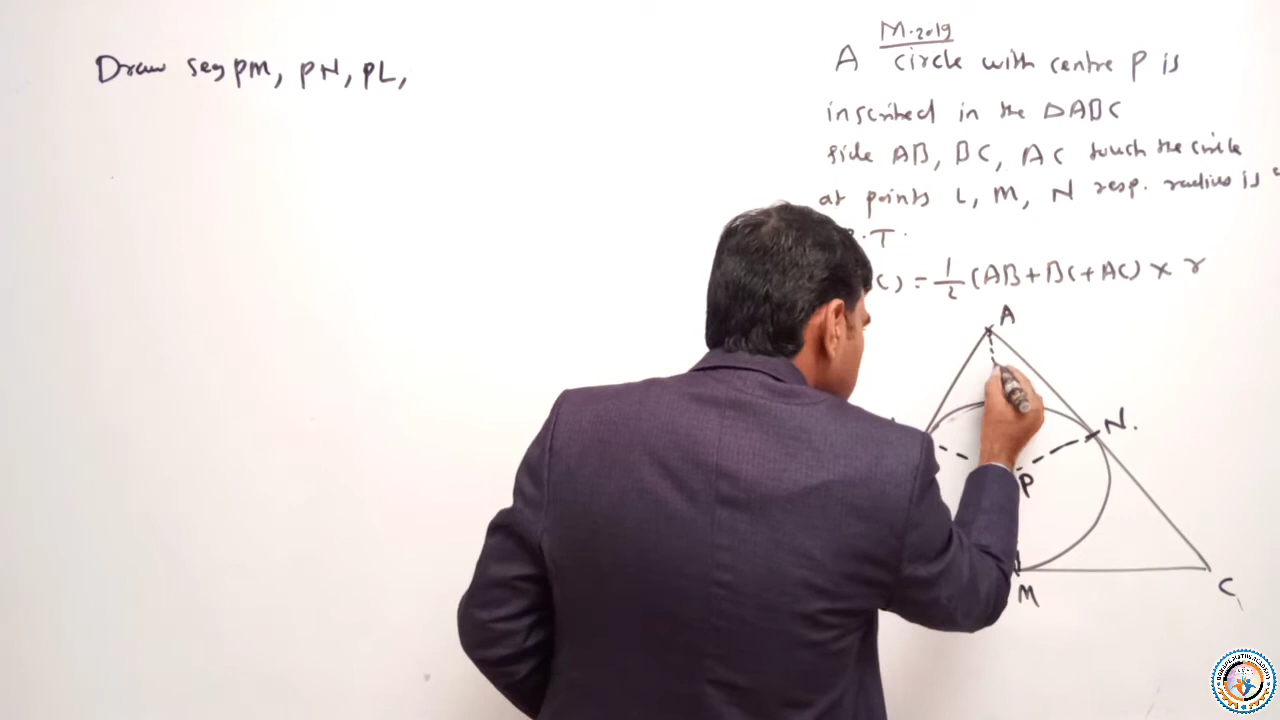 Draw seg PM, PN, PL,
M.2019
A circle with centre P is
inscribed in the △ABC
side AB, BC, AC touch the circle
at points L, M, N resp. radius is
.T.
C) = 1/2 (AB + BC + AC) × r
A
N.
P
M
C